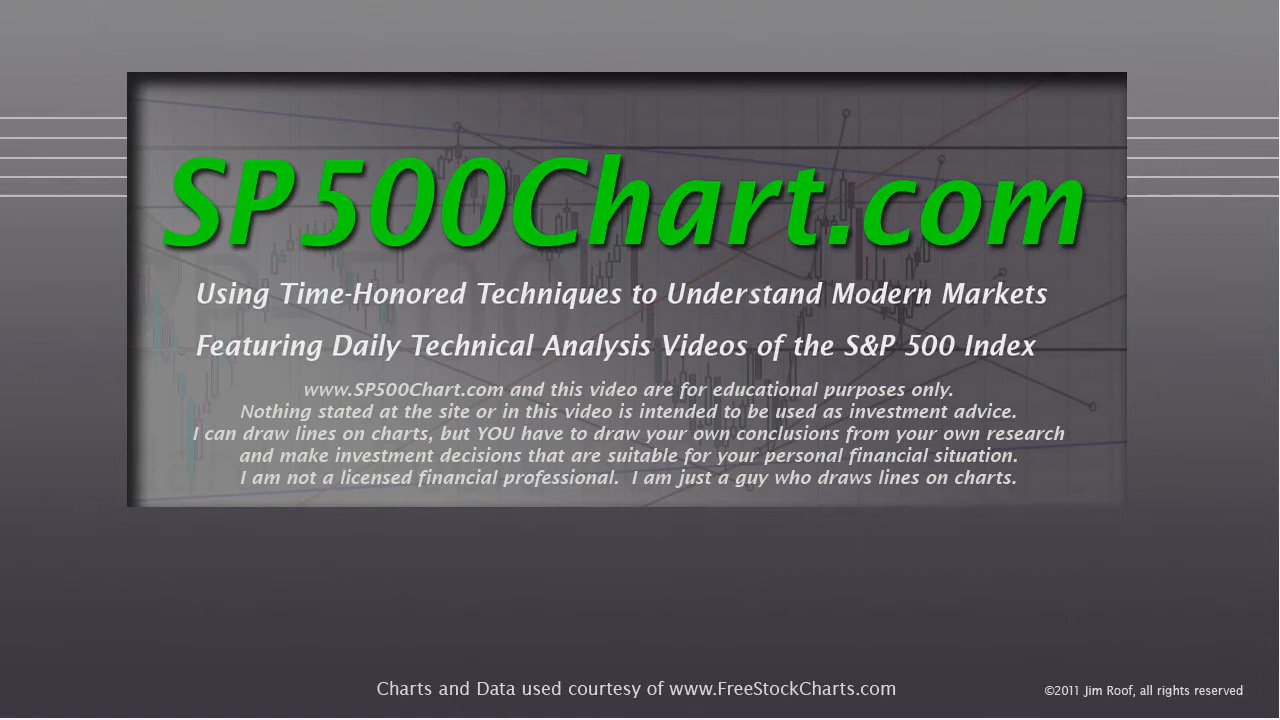 SP500Chart.com
Using Time-Honored Techniques to Understand Modern Markets
Featuring Daily Technical Analysis Videos of the S&P 500 Index
www.SP500Chart.com and this video are for educational purposes only.
Nothing stated at the site or in this video is intended to be used as investment advice.
I can draw lines on charts, but YOU have to draw your own conclusions from your own research
and make investment decisions that are suitable for your personal financial situation.
I am not a licensed financial professional.  I am just a guy who draws lines on charts.
Charts and Data used courtesy of www.FreeStockCharts.com
©2011 Jim Roof, all rights reserved